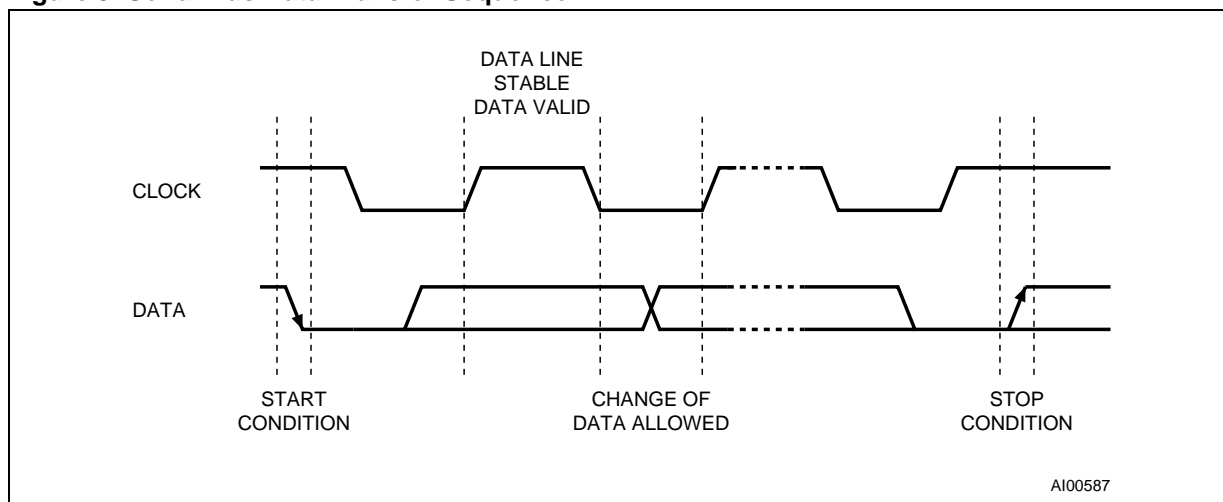 DATA LINE
STABLE
DATA VALID
CLOCK
DATA
START
CONDITION
CHANGE OF
DATA ALLOWED
STOP
CONDITION
AI00587